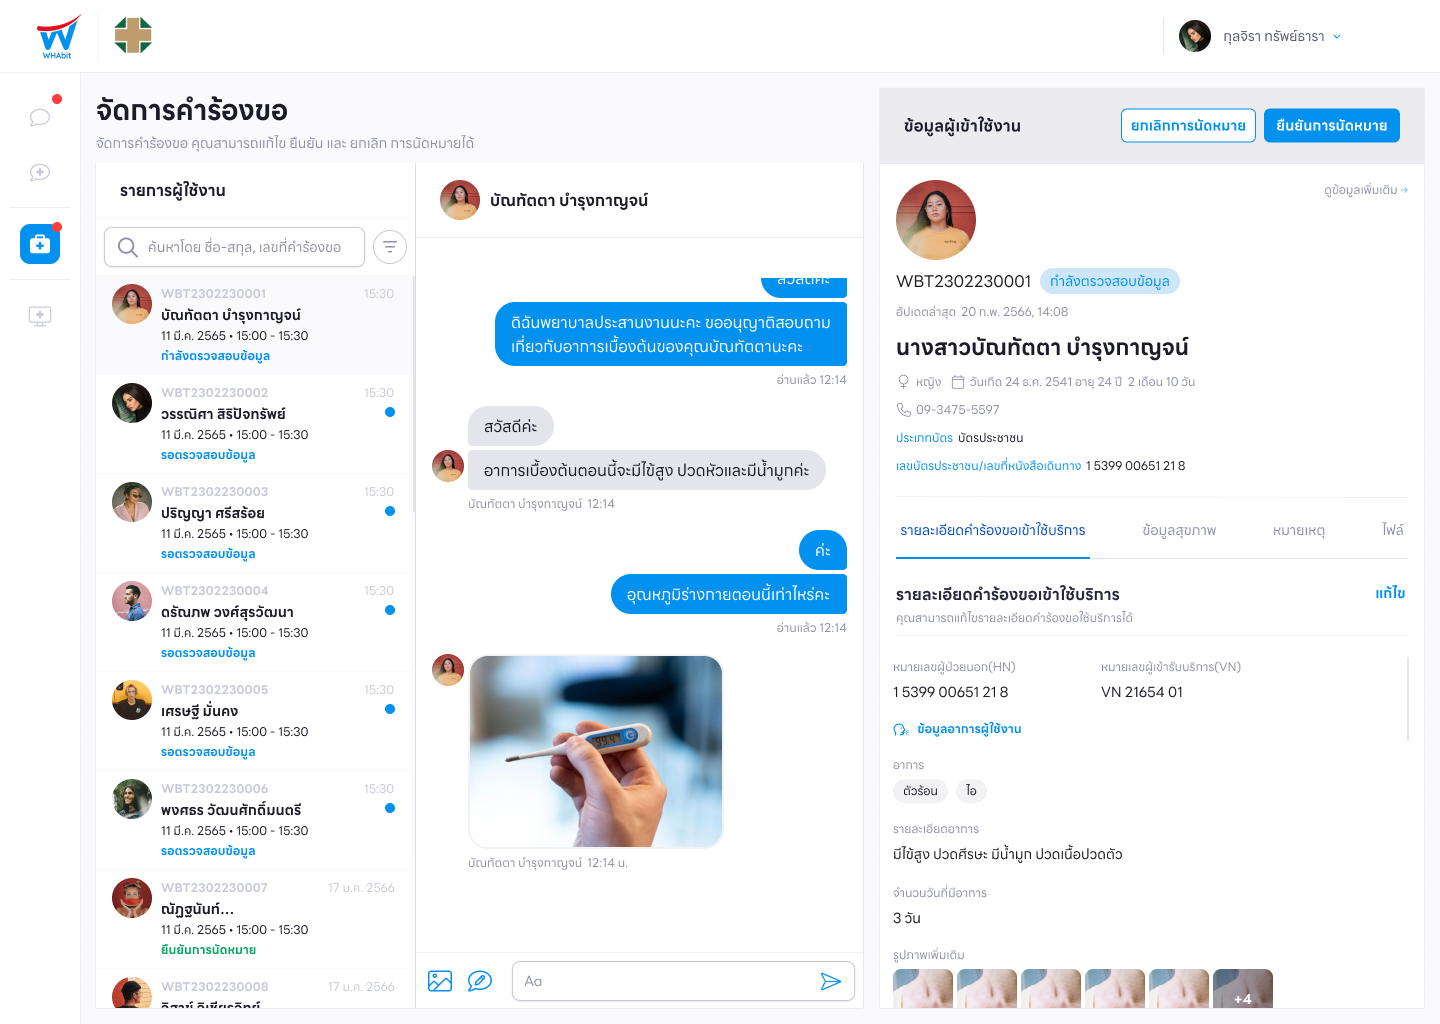 WHAbit
กุลจิรา ทรัพย์ธารา
จัดการคำร้องขอ
จัดการคำร้องขอ คุณสามารถแก้ไข ยืนยัน และ ยกเลิก การนัดหมายได้
รายการผู้ใช้งาน
ค้นหาโดย ชื่อ-สกุล, เลขที่คำร้องขอ
WBT2302230001 15:30
บัณทัตตา บำรุงกาญจน์
11 มี.ค. 2565 • 15:00 - 15:30
กำลังตรวจสอบข้อมูล
WBT2302230002 15:30
วรรณิศา สิริปัจทรัพย์
11 มี.ค. 2565 • 15:00 - 15:30
รอตรวจสอบข้อมูล
WBT2302230003 15:30
ปริญญา ศรีสร้อย
11 มี.ค. 2565 • 15:00 - 15:30
รอตรวจสอบข้อมูล
WBT2302230004 15:30
ดรัณภพ วงศ์สุรวัฒนา
11 มี.ค. 2565 • 15:00 - 15:30
รอตรวจสอบข้อมูล
WBT2302230005 15:30
เศรษฐี มั่นคง
11 มี.ค. 2565 • 15:00 - 15:30
รอตรวจสอบข้อมูล
WBT2302230006 15:30
พงศธร วัฒนศักดิ์มนตรี
11 มี.ค. 2565 • 15:00 - 15:30
รอตรวจสอบข้อมูล
WBT2302230007 17 ม.ค. 2566
ณัฏฐนันท์...
11 มี.ค. 2565 • 15:00 - 15:30
ยืนยันการนัดหมาย
WBT2302230008 17 ม.ค. 2566
บัณทัตตา บำรุงกาญจน์
สวัสดีค่ะ
ดิฉันพยาบาลประสานงานนะคะ ขออนุญาติสอบถาม
เกี่ยวกับอาการเบื้องต้นของคุณบัณทัตตานะคะ
อ่านแล้ว 12:14
สวัสดีค่ะ
อาการเบื้องต้นตอนนี้จะมีไข้สูง ปวดหัวและมีน้ำมูกค่ะ
บัณทัตตา บำรุงกาญจน์ 12:14
ค่ะ
อุณหภูมิร่างกายตอนนี้เท่าไหร่คะ
อ่านแล้ว 12:14
บัณทัตตา บำรุงกาญจน์ 12:14 น.
Aa
ข้อมูลผู้เข้าใช้งาน
ยกเลิกการนัดหมาย
ยืนยันการนัดหมาย
ดูข้อมูลเพิ่มเติม
WBT2302230001 กำลังตรวจสอบข้อมูล
อัปเดตล่าสุด 20 ก.พ. 2566, 14:08
นางสาวบัณทัตตา บำรุงกาญจน์
หญิง วันเกิด 24 ธ.ค. 2541 อายุ 24 ปี 2 เดือน 10 วัน
09-3475-5597
ประเภทบัตร บัตรประชาชน
เลขบัตรประชาชน/เลขที่หนังสือเดินทาง 1 5399 00651 21 8
รายละเอียดคำร้องขอเข้าใช้บริการ ข้อมูลสุขภาพ หมายเหตุ ไฟล์
รายละเอียดคำร้องขอเข้าใช้บริการ แก้ไข
คุณสามารถแก้ไขรายละเอียดคำร้องขอใช้บริการได้
หมายเลขผู้ป่วยนอก(HN) หมายเลขผู้เข้ารับบริการ(VN)
1 5399 00651 21 8 VN 21654 01
ข้อมูลอาการผู้ใช้งาน
อาการ
ตัวร้อน ไอ
รายละเอียดอาการ
มีไข้สูง ปวดศีรษะ มีน้ำมูก ปวดเนื้อปวดตัว
จำนวนวันที่มีอาการ
3 วัน
รูปภาพเพิ่มเติม
+4